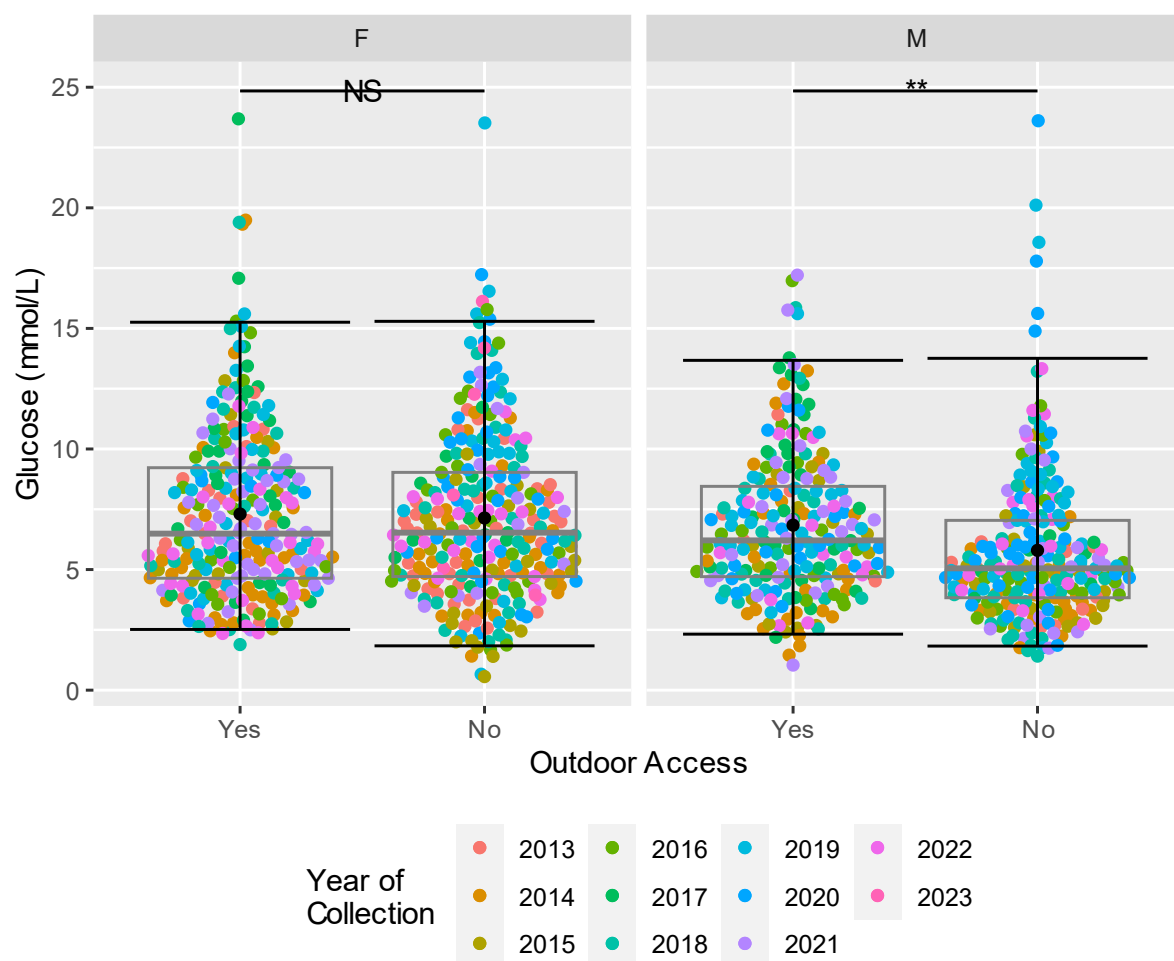 F
M
25
NS
**
20
15
10
5
0
Glucose (mmol/L)
Yes
No
Yes
No
Outdoor Access
Year of
Collection
2013
2016
2019
2022
2014
2017
2020
2023
2015
2018
2021